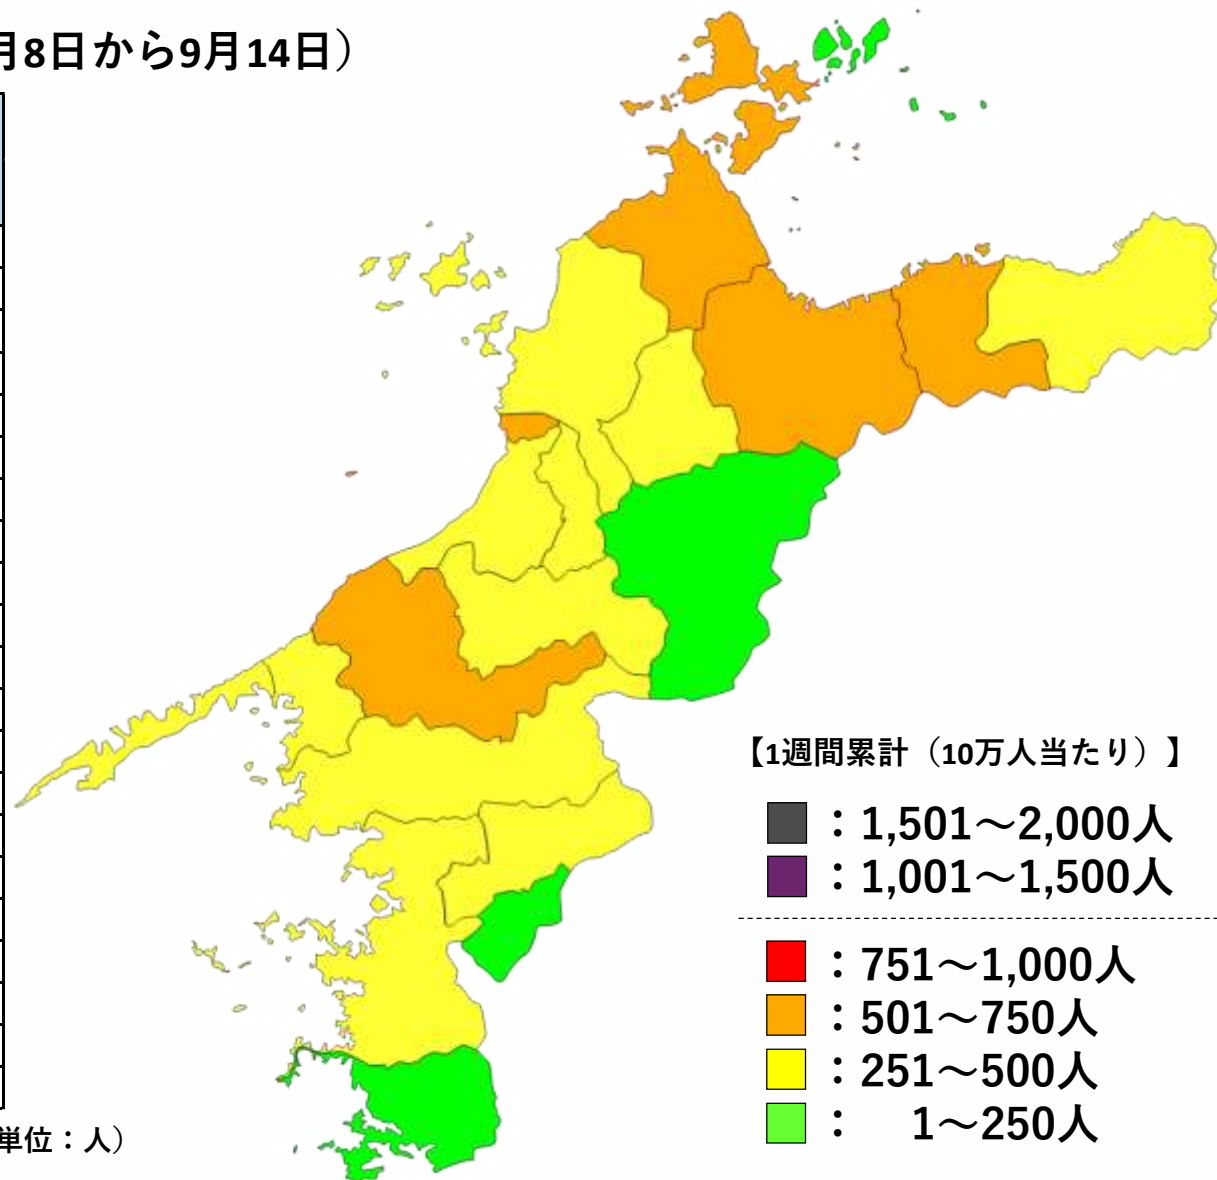 月8日から9月14日）
【1週間累計（10万人当たり）】
：1,501～2,000人
：1,001～1,500人
：751～1,000人
：501～750人
：251～500人
：　1～250人
単位：人）